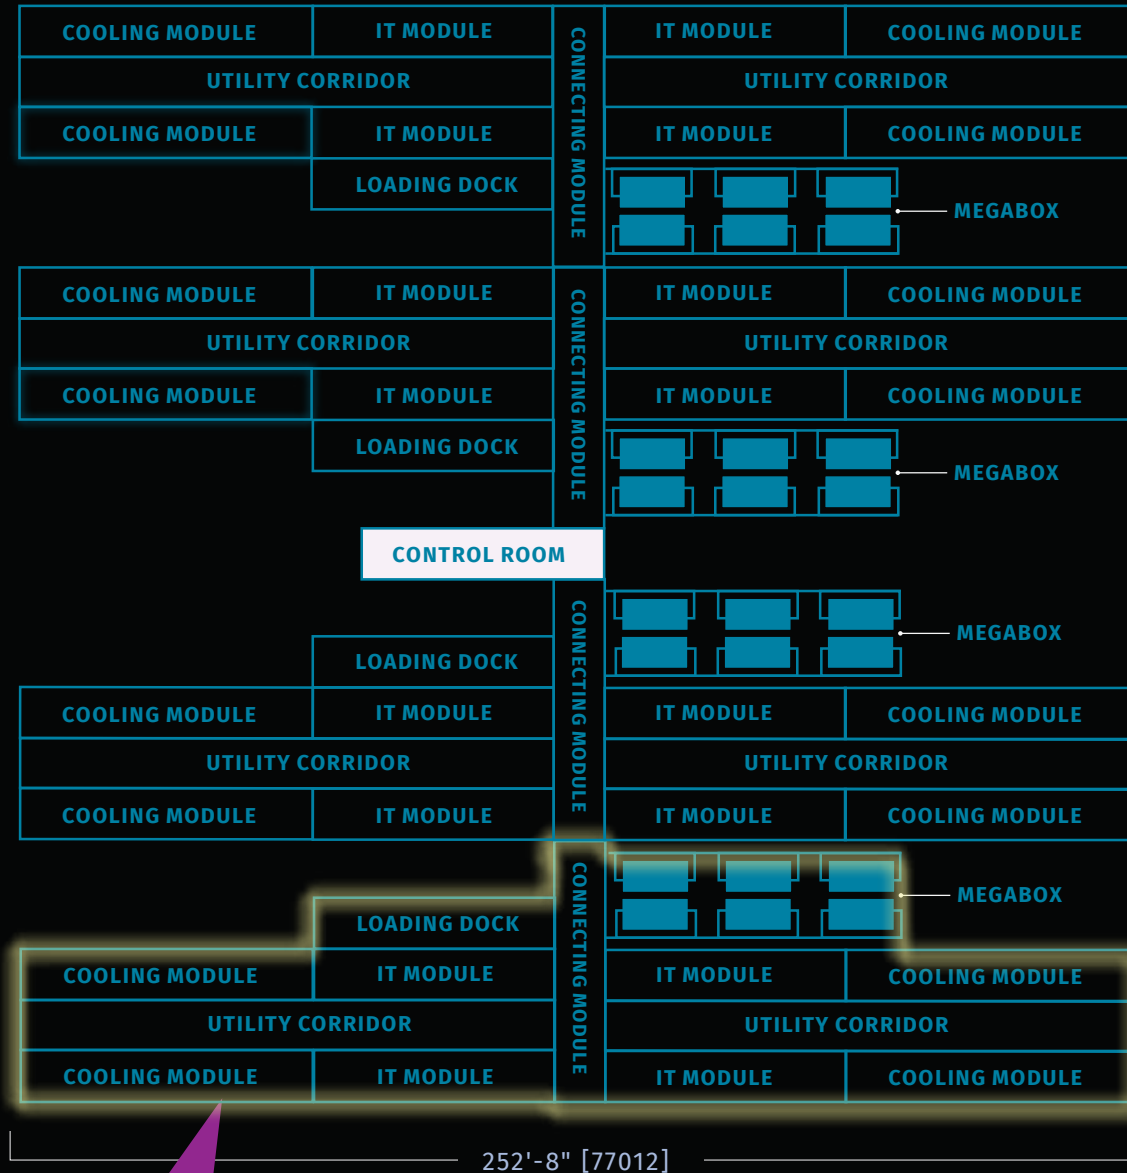 COOLING MODULE IT MODULE IT MODULE COOLING MODULE
UTILITY CORRIDOR UTILITY CORRIDOR
COOLING MODULE IT MODULE IT MODULE COOLING MODULE
LOADING DOCK
CONNECTING MODULE
MEGABOX
COOLING MODULE IT MODULE IT MODULE COOLING MODULE
UTILITY CORRIDOR UTILITY CORRIDOR
COOLING MODULE IT MODULE IT MODULE COOLING MODULE
LOADING DOCK
CONNECTING MODULE
MEGABOX
CONTROL ROOM
CONNECTING MODULE
MEGABOX
LOADING DOCK
COOLING MODULE IT MODULE IT MODULE COOLING MODULE
UTILITY CORRIDOR UTILITY CORRIDOR
COOLING MODULE IT MODULE IT MODULE COOLING MODULE
CONNECTING MODULE
MEGABOX
LOADING DOCK
COOLING MODULE IT MODULE IT MODULE COOLING MODULE
UTILITY CORRIDOR UTILITY CORRIDOR
COOLING MODULE IT MODULE IT MODULE COOLING MODULE
252'-8" [77012]